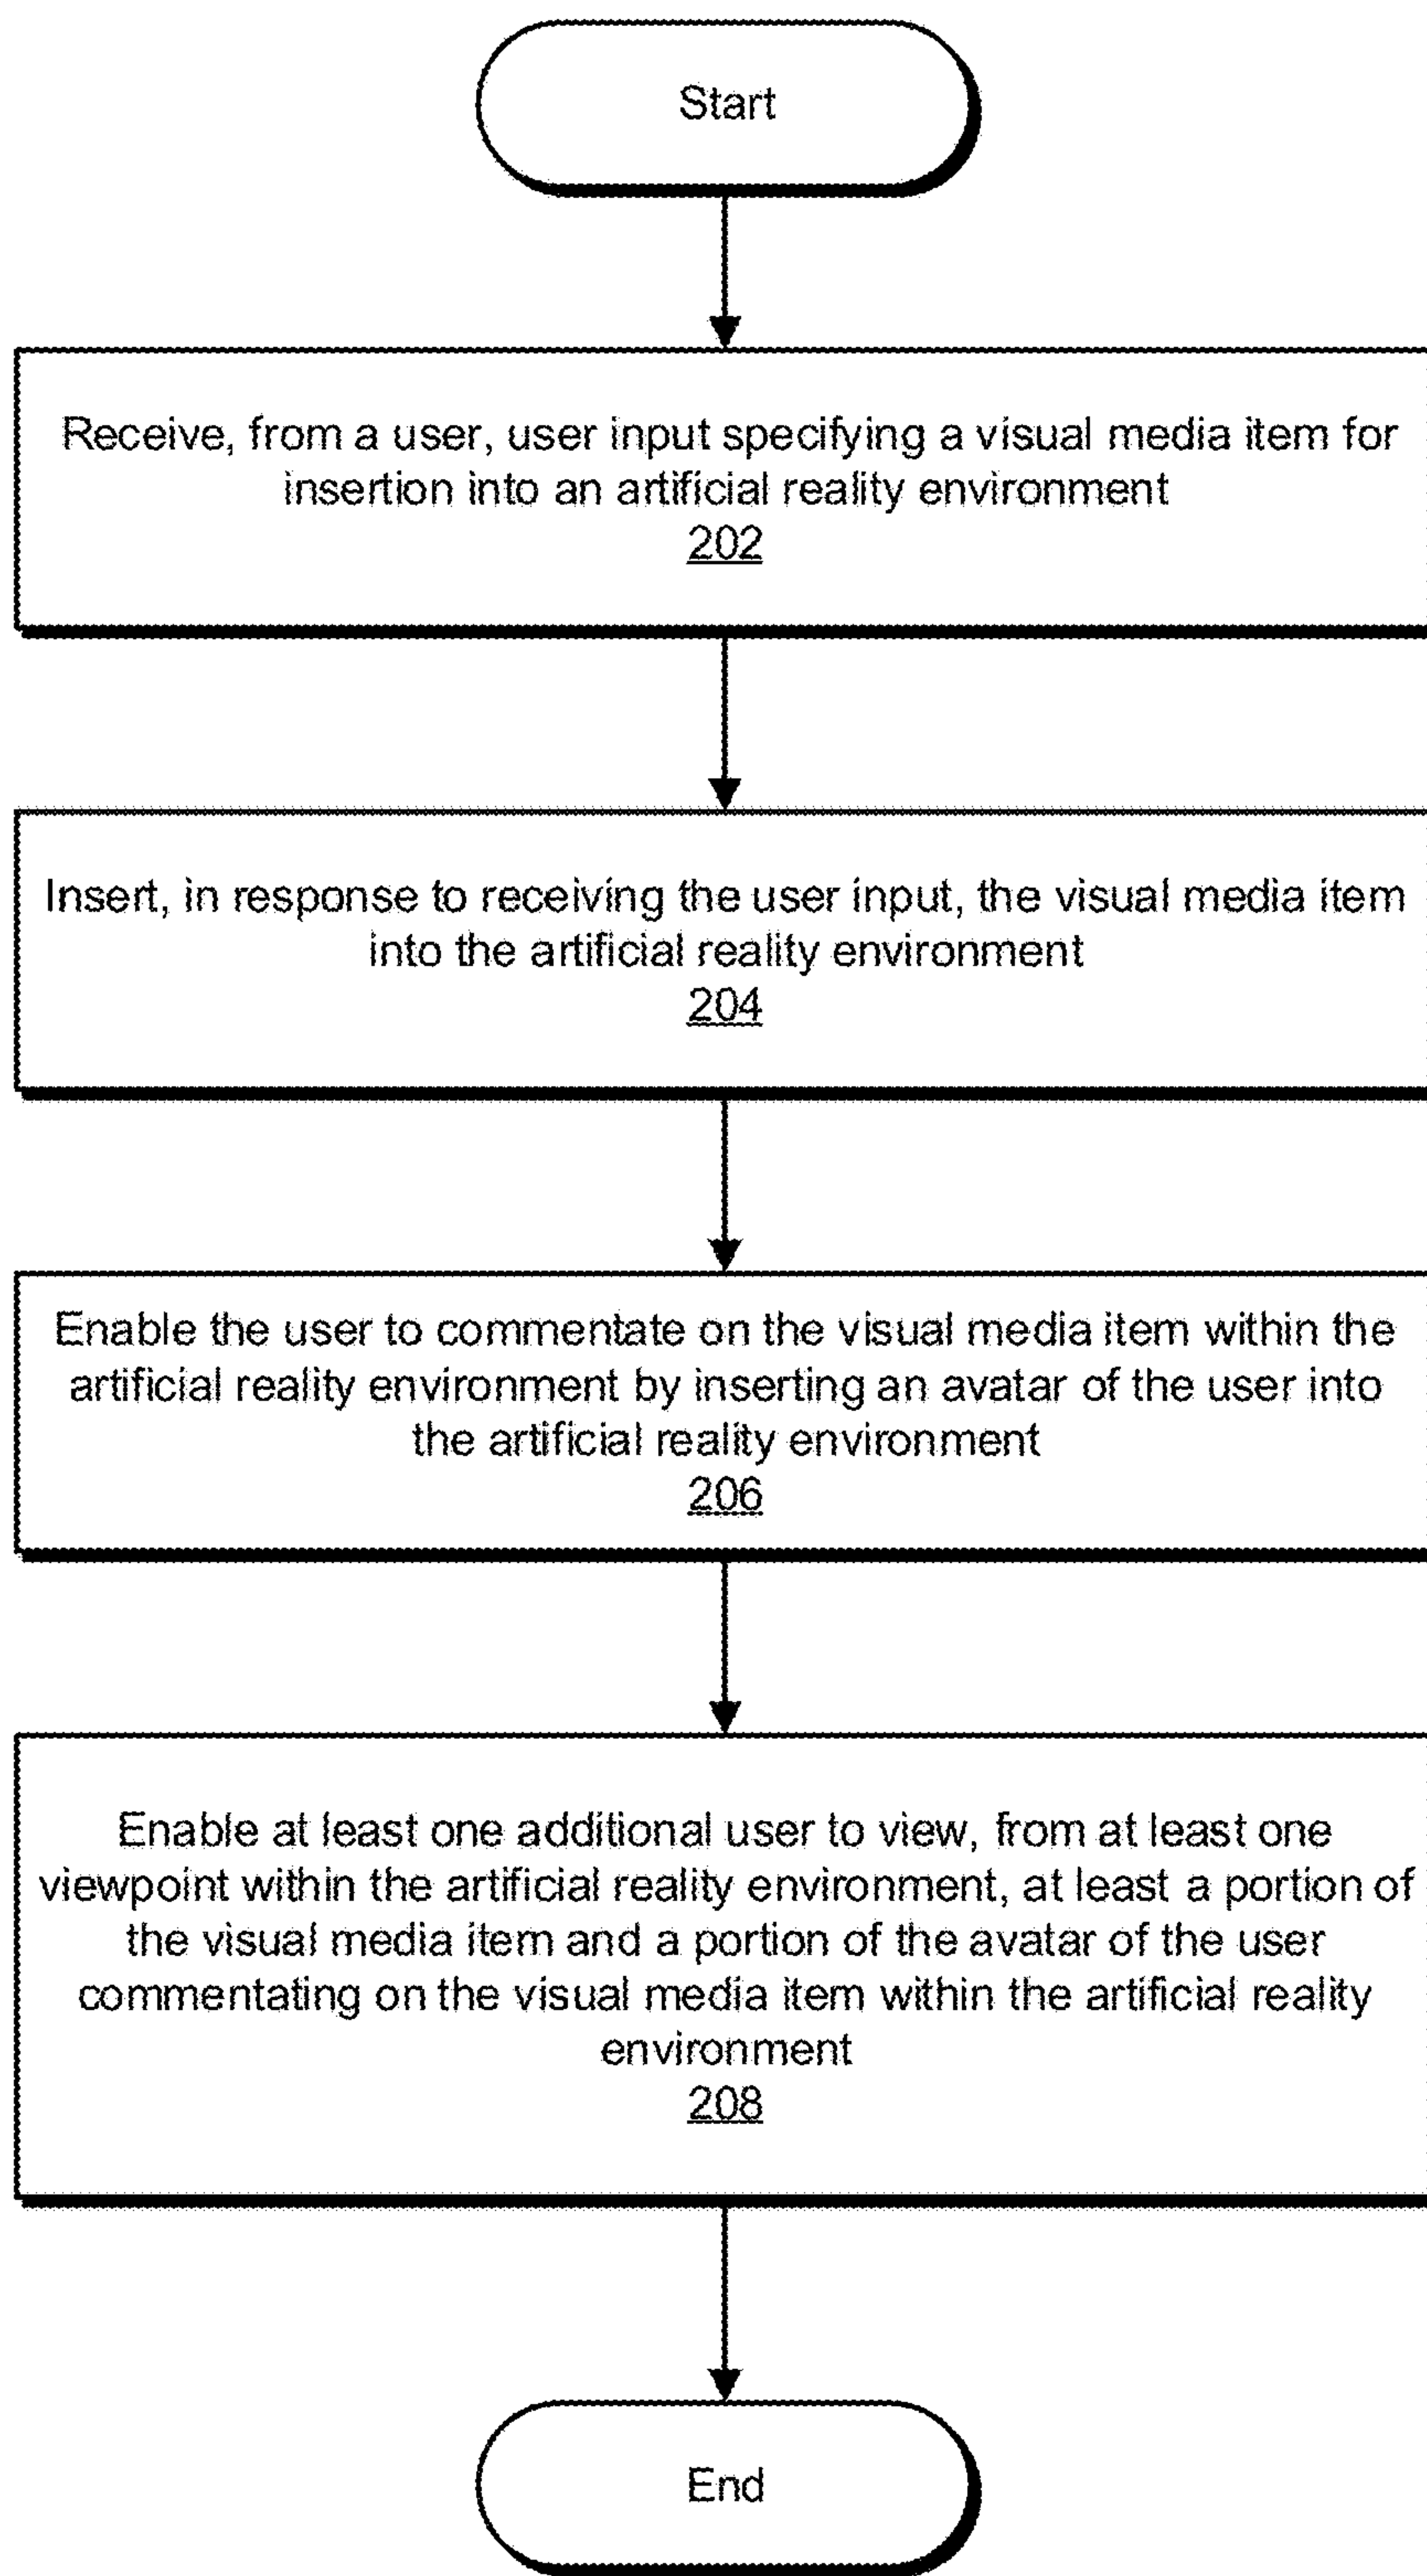 Start
Receive, from a user, user input specifying a visual media item for
insertion into an artificial reality environment
202
Insert, in response to receiving the user input, the visual media item
into the artificial reality environment
204
Enable the user to commentate on the visual media item within the
artificial reality environment by inserting an avatar of the user into
the artificial reality environment
206
Enable at least one additional user to view, from at least one
viewpoint within the artificial reality environment, at least a portion of
the visual media item and a portion of the avatar of the user
commentating on the visual media item within the artificial reality
environment
208
End